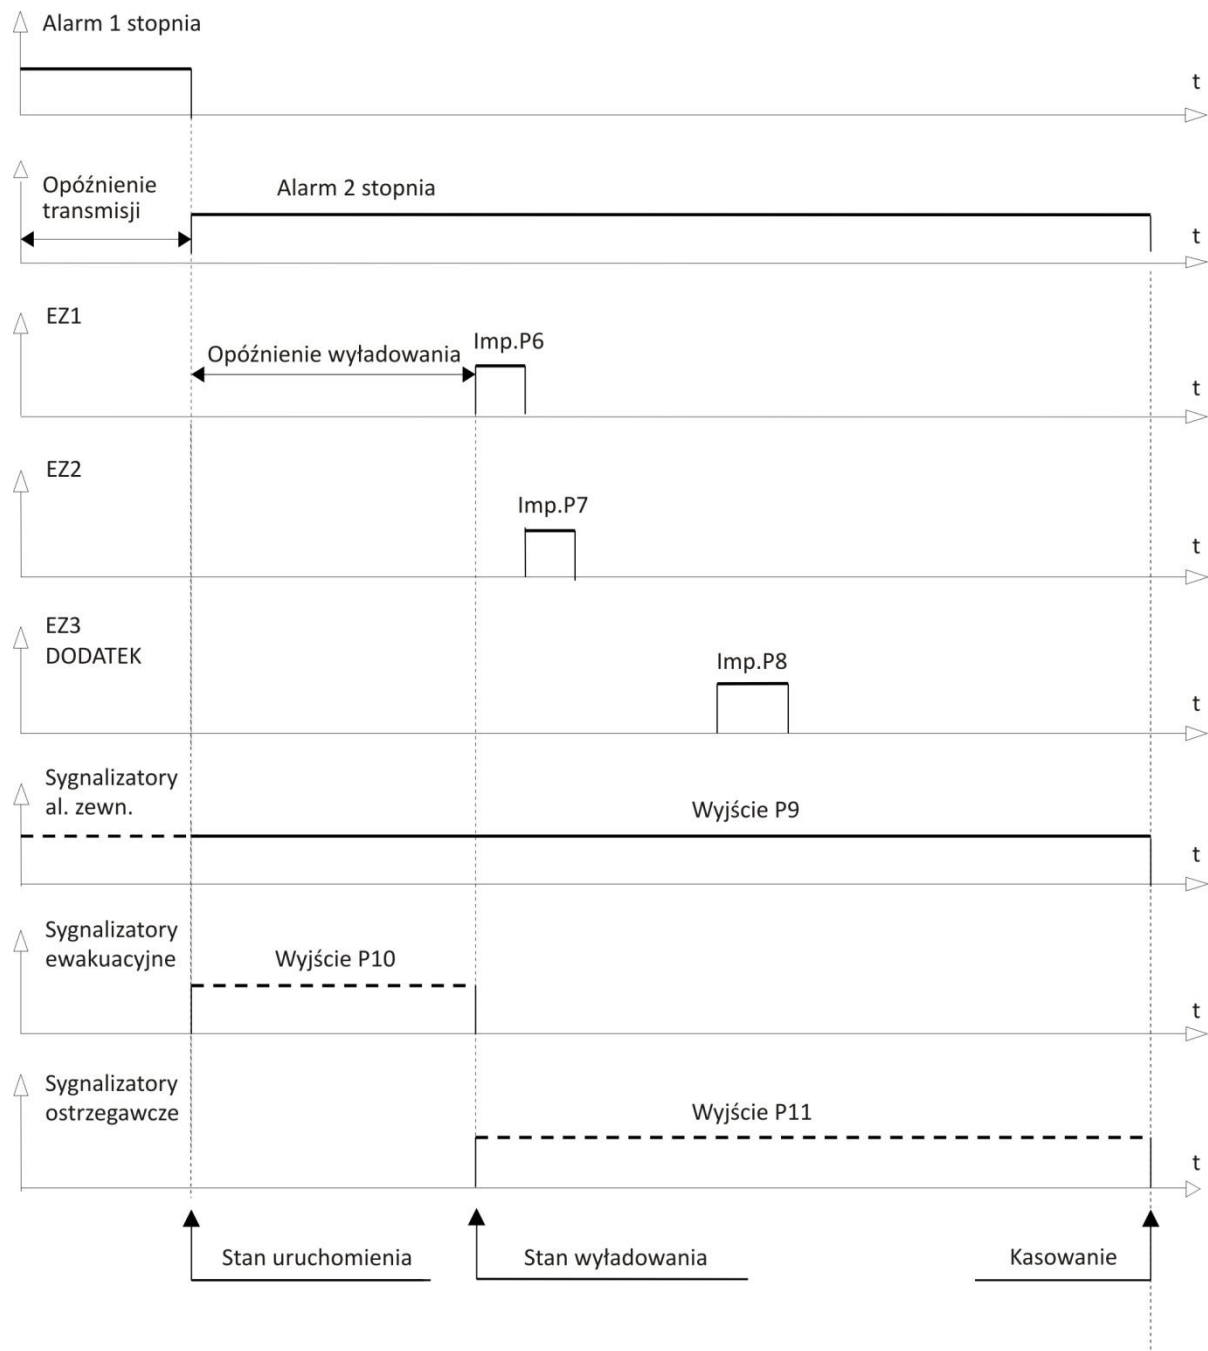 Alarm 1 stopnia
t
Opóźnienie
transmisji
Alarm 2 stopnia
t
EZ1
Imp.P6
Opóźnienie wyładowania
t
EZ2
Imp.P7
t
EZ3
DODATEK
Imp.P8
t
Sygnalizatory
al. zewn.
Wyjście P9
t
Sygnalizatory
ewakuacyjne
Wyjście P10
t
Sygnalizatory
ostrzegawcze
Wyjście P11
t
Stan uruchomienia
Stan wyładowania
Kasowanie